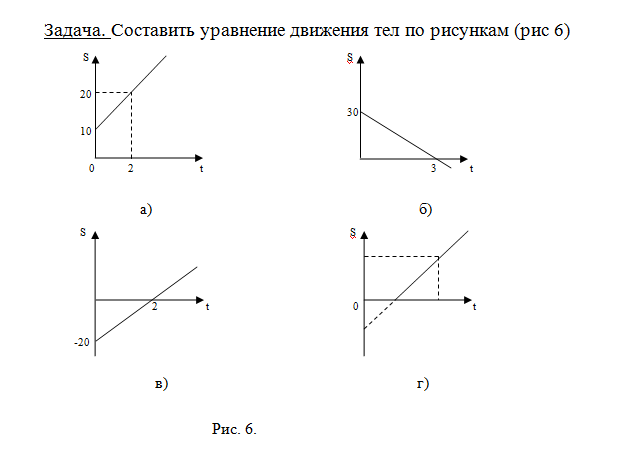 Задача. Составить уравнение движения тел по рисункам (рис 6)
S
20
10
0 2 t
а)
S
30
3 t
б)
S
2 t
-20
в)
S
0 t
г)
Рис. 6.